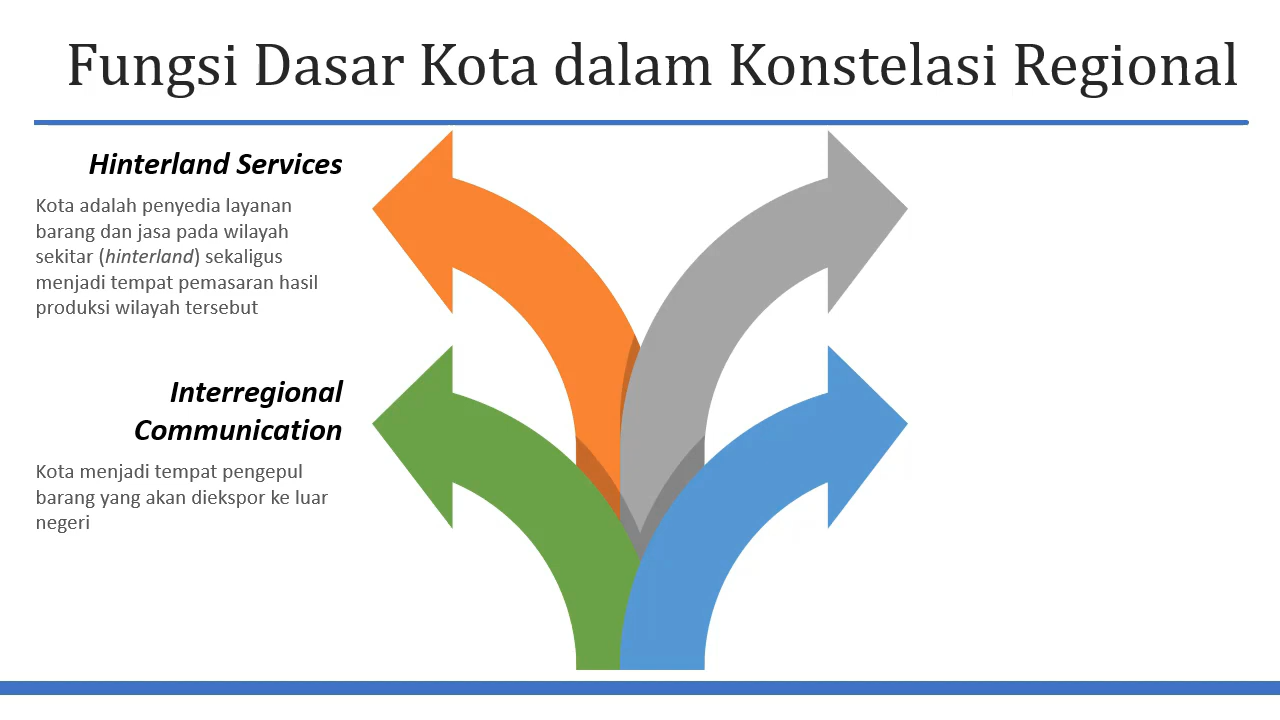 Fungsi Dasar Kota dalam Konstelasi Regional
Hinterland Services
Kota adalah penyedia layanan
barang dan jasa pada wilayah
sekitar (hinterland) sekaligus
menjadi tempat pemasaran hasil
produksi wilayah tersebut
Interregional
Communication
Kota menjadi tempat pengepul
barang yang akan diekspor ke luar
negeri